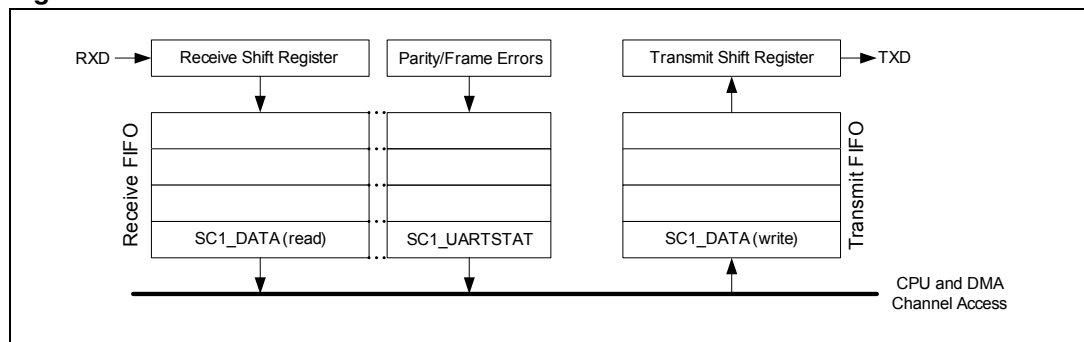 RXD
Receive Shift Register
Parity/Frame Errors
Transmit Shift Register
TXD
Receive FIFO
Transmit FIFO
SC1_DATA (read)
SC1_UARTSTAT
SC1_DATA (write)
CPU and DMA
Channel Access